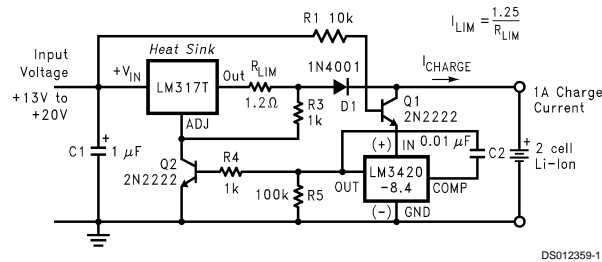 R1 10k
I_LIM = 1.25 / R_LIM
Input
Voltage
+13V to
+20V
+V_IN
Heat Sink
LM317T
Out
R_LIM
1.2Ω
1N4001
D1
I_CHARGE
1A Charge
Current
ADJ
R3
1k
Q1
2N2222
C1
+
1 μF
Q2
2N2222
R4
1k
100k
R5
(+)
IN
0.01 μF
C2
OUT
LM3420
-8.4
COMP
(−)
GND
+
2 cell
Li-Ion
DS012359-1